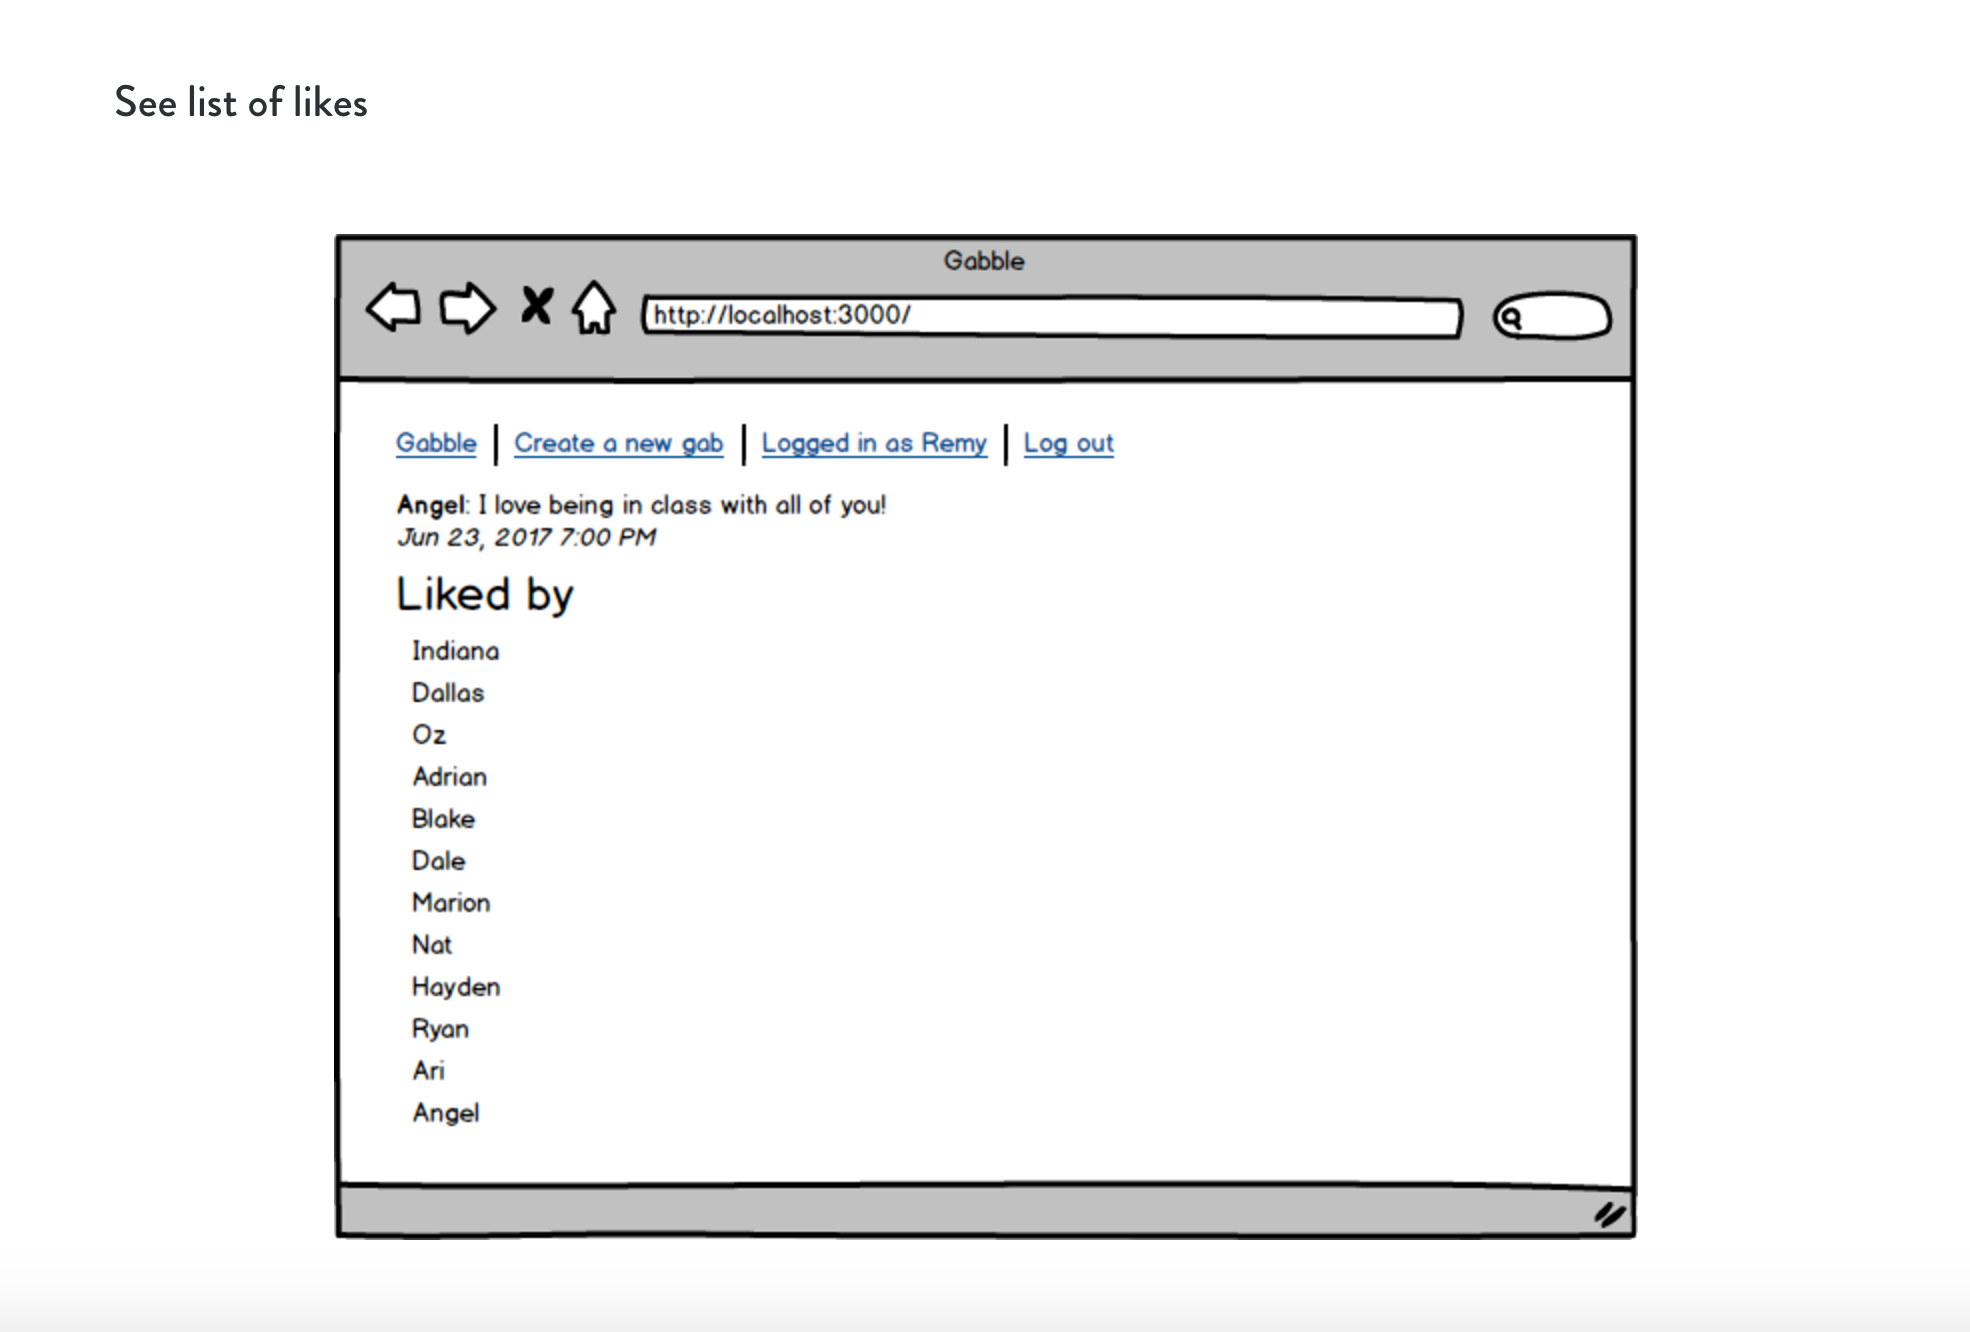 See list of likes
Gabble
http://localhost:3000/
Gabble | Create a new gab | Logged in as Remy | Log out
Angel: I love being in class with all of you!
Jun 23, 2017 7:00 PM
Liked by
Indiana
Dallas
Oz
Adrian
Blake
Dale
Marion
Nat
Hayden
Ryan
Ari
Angel